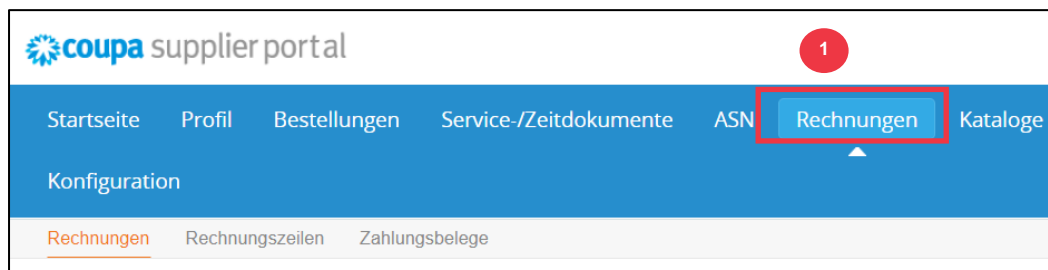 coupa supplier portal
1
Startseite Profil Bestellungen Service-/Zeitdokumente ASN Rechnungen Kataloge
Konfiguration
Rechnungen Rechnungszeilen Zahlungsbelege